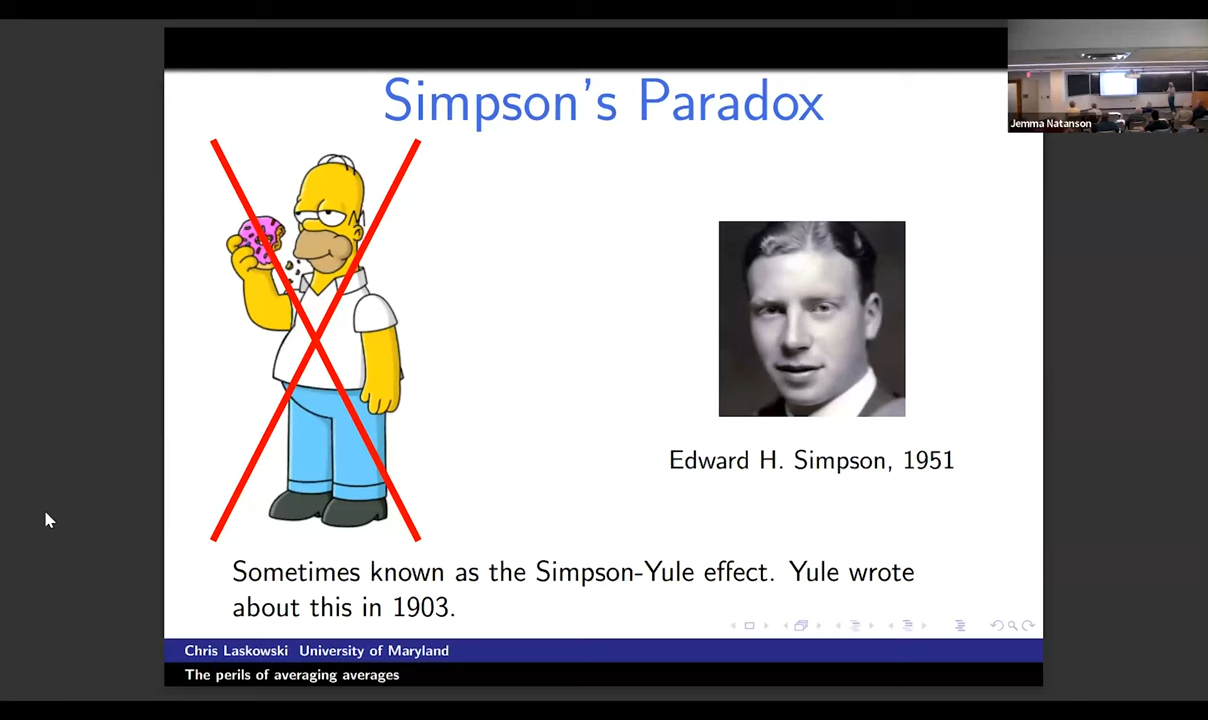 Simpson's Paradox
Jemma Natanson
Edward H. Simpson, 1951
Sometimes known as the Simpson-Yule effect. Yule wrote
about this in 1903.
Chris Laskowski University of Maryland
The perils of averaging averages